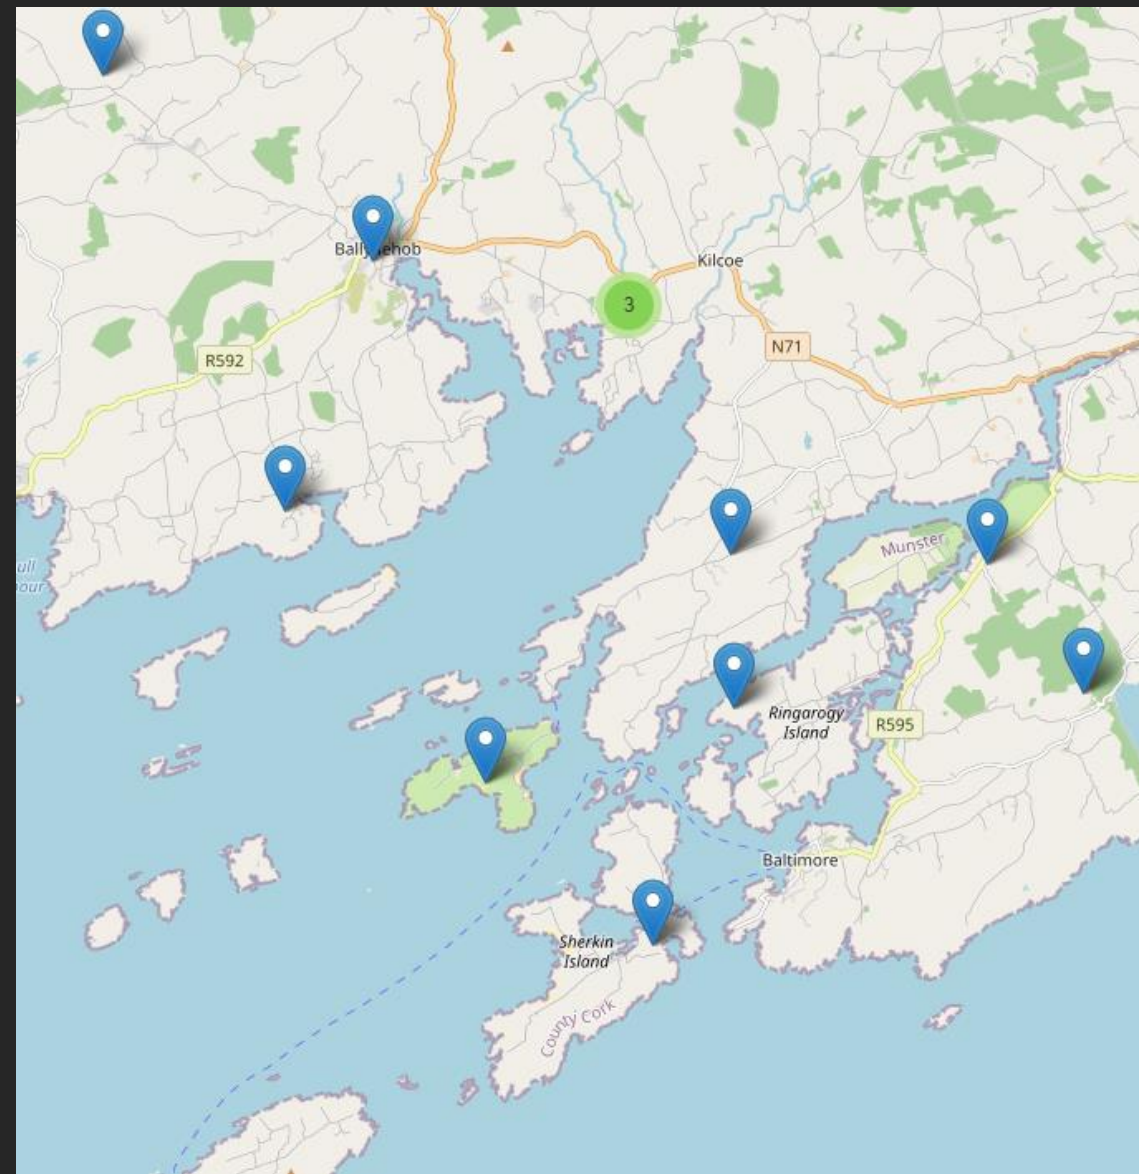 Kilcoe
3
N71
R592
Munster
Ringarogy
Island
R595
Baltimore
Sherkin
Island
County Cork